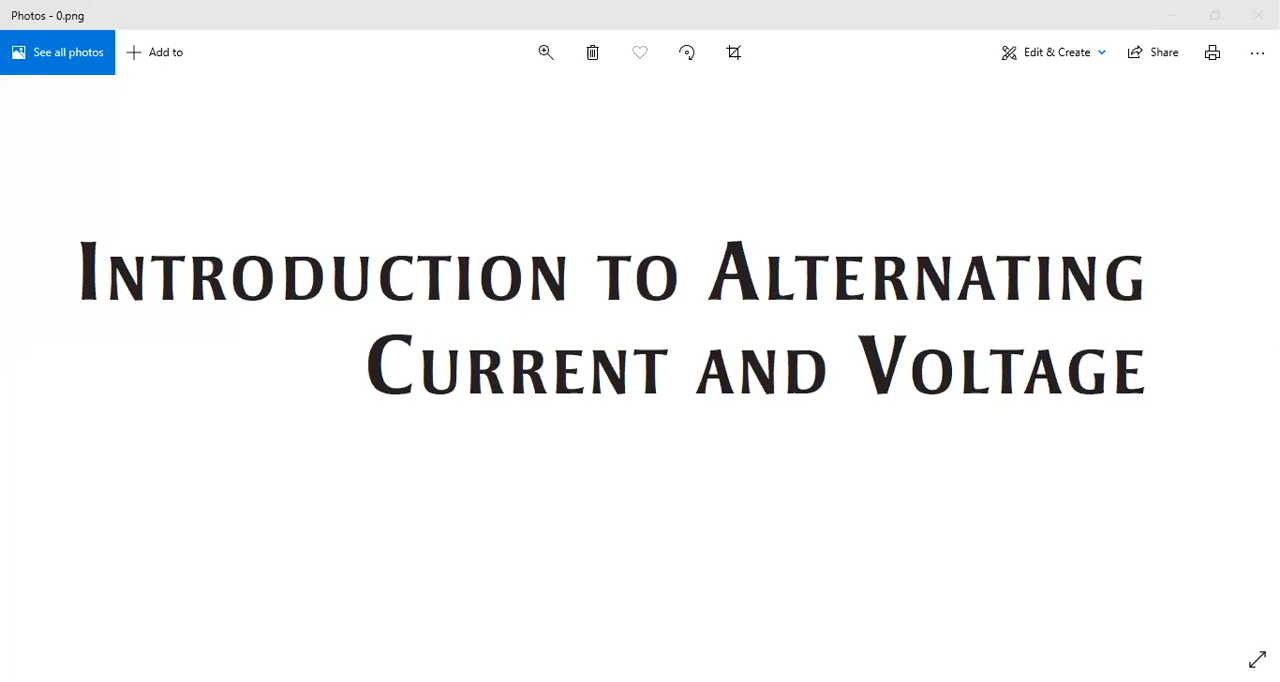 Photos - 0.png
See all photos
Add to
Edit & Create
Share
INTRODUCTION TO ALTERNATING
CURRENT AND VOLTAGE